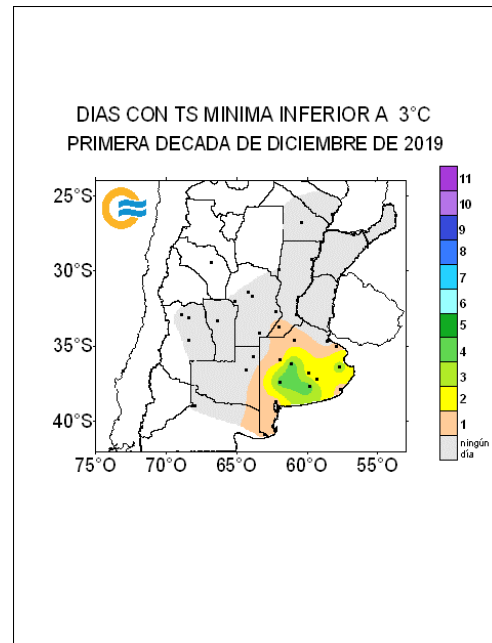 DIAS CON TS MINIMA INFERIOR A 3°C
PRIMERA DECADA DE DICIEMBRE DE 2019
25°S
30°S
35°S
40°S
75°O
70°O
65°O
60°O
55°O
11
10
9
8
7
6
5
4
3
2
1
ningún
día